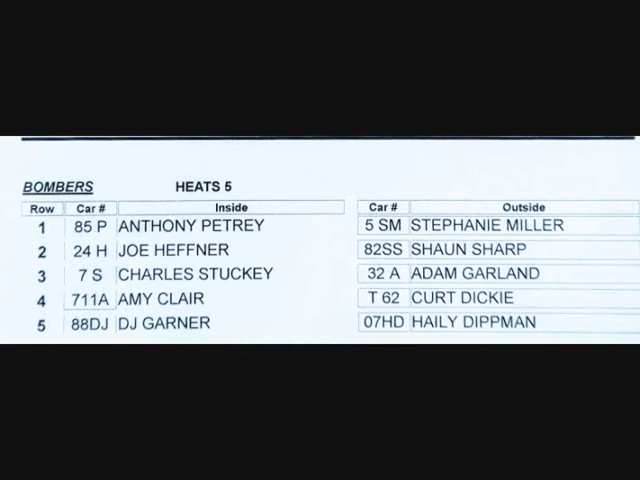 BOMBERS HEATS 5
Row Car # Inside Car # Outside
1 85 P ANTHONY PETREY 5 SM STEPHANIE MILLER
2 24 H JOE HEFFNER 82SS SHAUN SHARP
3 7 S CHARLES STUCKEY 32 A ADAM GARLAND
4 711A AMY CLAIR T 62 CURT DICKIE
5 88DJ DJ GARNER 07HD HAILY DIPPMAN